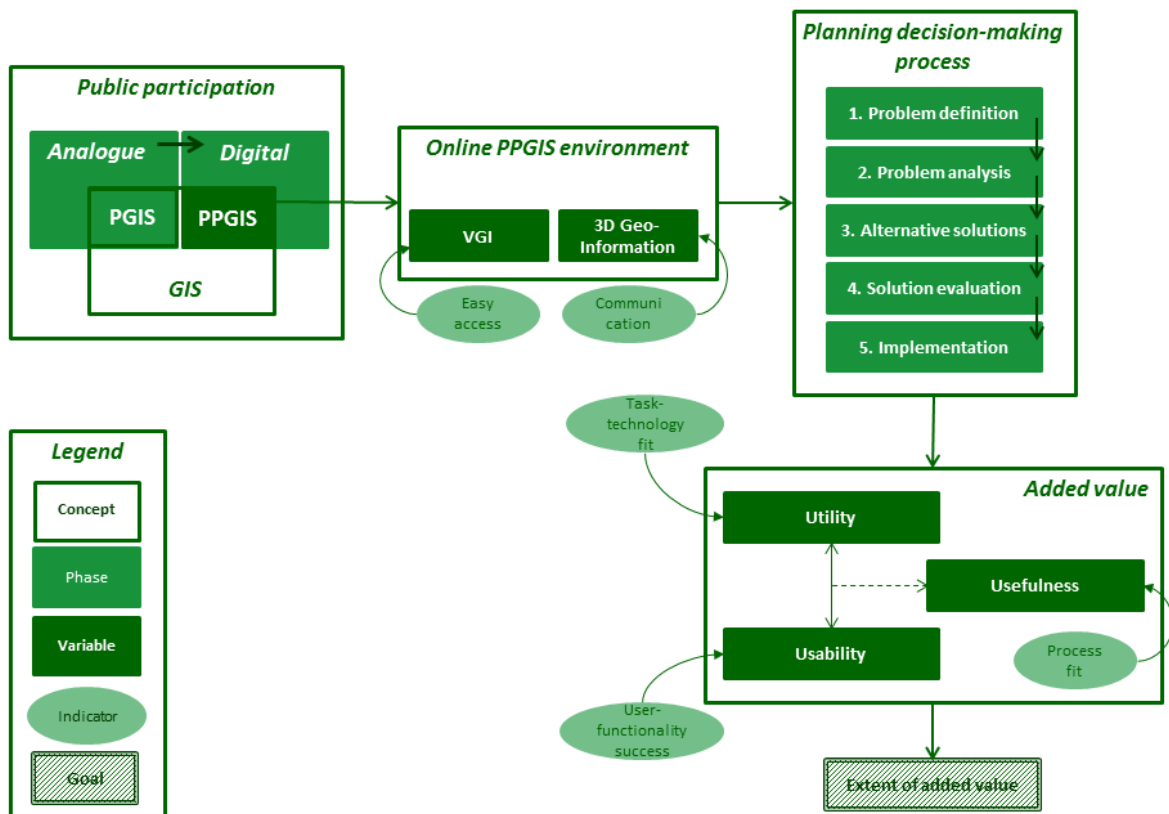 Public participation
Analogue
Digital
PGIS
PPGIS
GIS
Online PPGIS environment
VGI
3D Geo-
Information
Easy
access
Communi
cation
Planning decision-making
process
1. Problem definition
2. Problem analysis
3. Alternative solutions
4. Solution evaluation
5. Implementation
Legend
Concept
Phase
Variable
Indicator
Goal
Task-
technology
fit
Added value
Utility
Usefulness
Usability
Process
fit
User-
functionality
success
Extent of added value